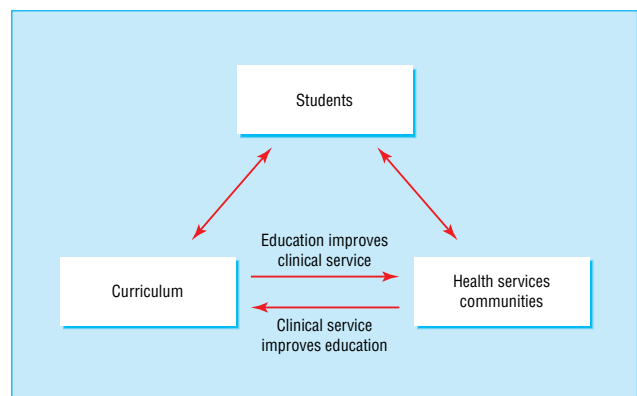 Students
Education improves
clinical service
Curriculum
Health services
communities
Clinical service
improves education